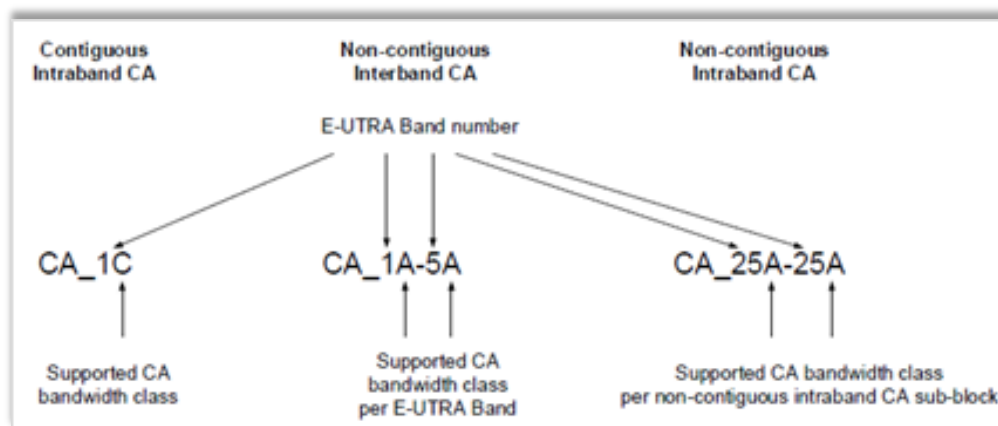 Contiguous
Intraband CA
Non-contiguous
Interband CA
Non-contiguous
Intraband CA
E-UTRA Band number
CA_1C
CA_1A-5A
CA_25A-25A
Supported CA
bandwidth class
Supported CA
bandwidth class
per E-UTRA Band
Supported CA bandwidth class
per non-contiguous intraband CA sub-block